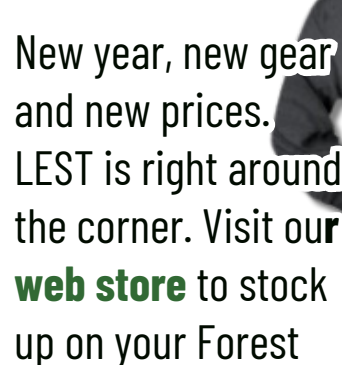 New year, new gear
and new prices.
LEST is right around
the corner. Visit our
web store to stock
up on your Forest